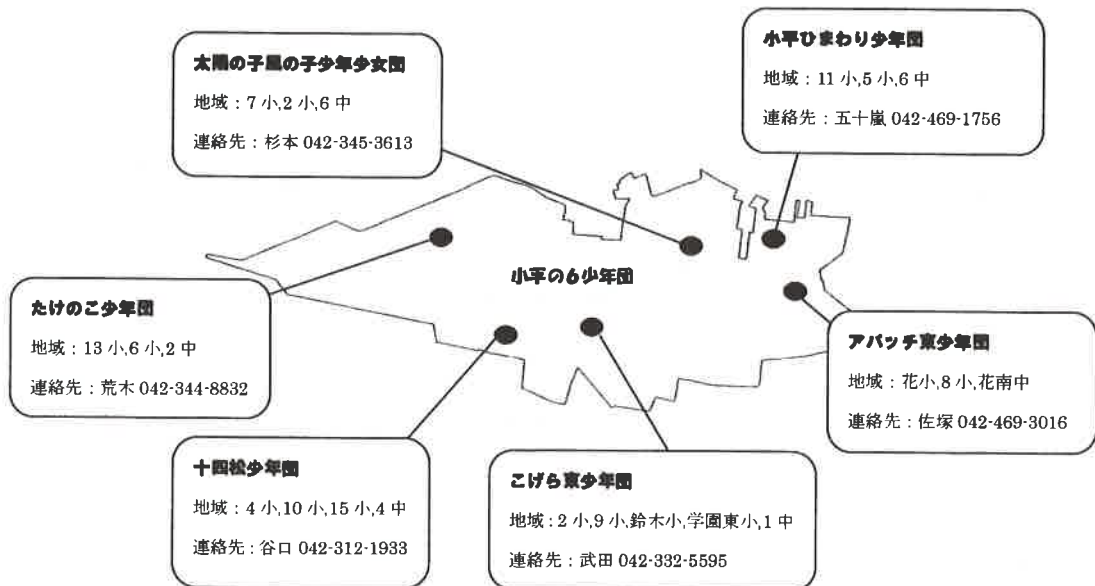 太陽の子風の子少年少女団
地域：7小,2小,6中
連絡先：杉本 042-345-3613
小平ひまわり少年団
地域：11小,5小,6中
連絡先：五十嵐 042-469-1756
小平の6少年団
たけのこ少年団
地域：13小,6小,2中
連絡先：荒木 042-344-8832
アパッチ東少年団
地域：花小,8小,花南中
連絡先：佐塚 042-469-3016
十四松少年団
地域：4小,10小,15小,4中
連絡先：谷口 042-312-1933
こげら東少年団
地域：2小,9小,鈴木小,学園東小,1中
連絡先：武田 042-332-5595